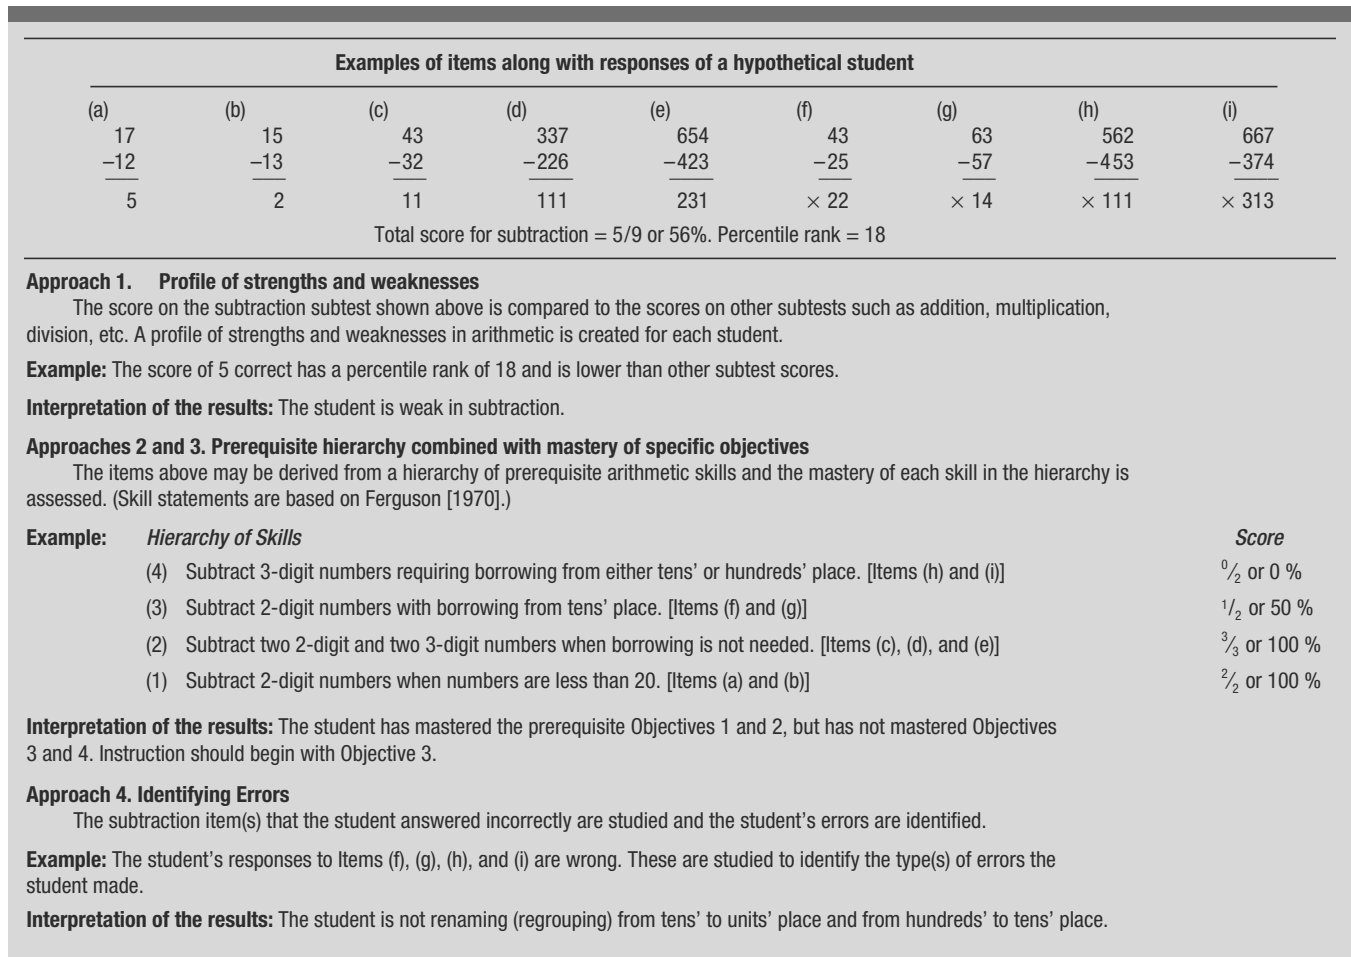 Examples of items along with responses of a hypothetical student
(a) (b) (c) (d) (e) (f) (g) (h) (i)
17 15 43 337 654 43 63 562 667
–12 –13 –32 –226 –423 –25 –57 –453 –374
5 2 11 111 231 × 22 × 14 × 111 × 313
Total score for subtraction = 5/9 or 56%. Percentile rank = 18
Approach 1. Profile of strengths and weaknesses
The score on the subtraction subtest shown above is compared to the scores on other subtests such as addition, multiplication,
division, etc. A profile of strengths and weaknesses in arithmetic is created for each student.
Example: The score of 5 correct has a percentile rank of 18 and is lower than other subtest scores.
Interpretation of the results: The student is weak in subtraction.
Approaches 2 and 3. Prerequisite hierarchy combined with mastery of specific objectives
The items above may be derived from a hierarchy of prerequisite arithmetic skills and the mastery of each skill in the hierarchy is
assessed. (Skill statements are based on Ferguson [1970].)
Example: Hierarchy of Skills Score
(4) Subtract 3-digit numbers requiring borrowing from either tens’ or hundreds’ place. [Items (h) and (i)] 0/2 or 0 %
(3) Subtract 2-digit numbers with borrowing from tens’ place. [Items (f) and (g)] 1/2 or 50 %
(2) Subtract two 2-digit and two 3-digit numbers when borrowing is not needed. [Items (c), (d), and (e)] 3/3 or 100 %
(1) Subtract 2-digit numbers when numbers are less than 20. [Items (a) and (b)] 2/2 or 100 %
Interpretation of the results: The student has mastered the prerequisite Objectives 1 and 2, but has not mastered Objectives
3 and 4. Instruction should begin with Objective 3.
Approach 4. Identifying Errors
The subtraction item(s) that the student answered incorrectly are studied and the student’s errors are identified.
Example: The student’s responses to Items (f), (g), (h), and (i) are wrong. These are studied to identify the type(s) of errors the
student made.
Interpretation of the results: The student is not renaming (regrouping) from tens’ to units’ place and from hundreds’ to tens’ place.